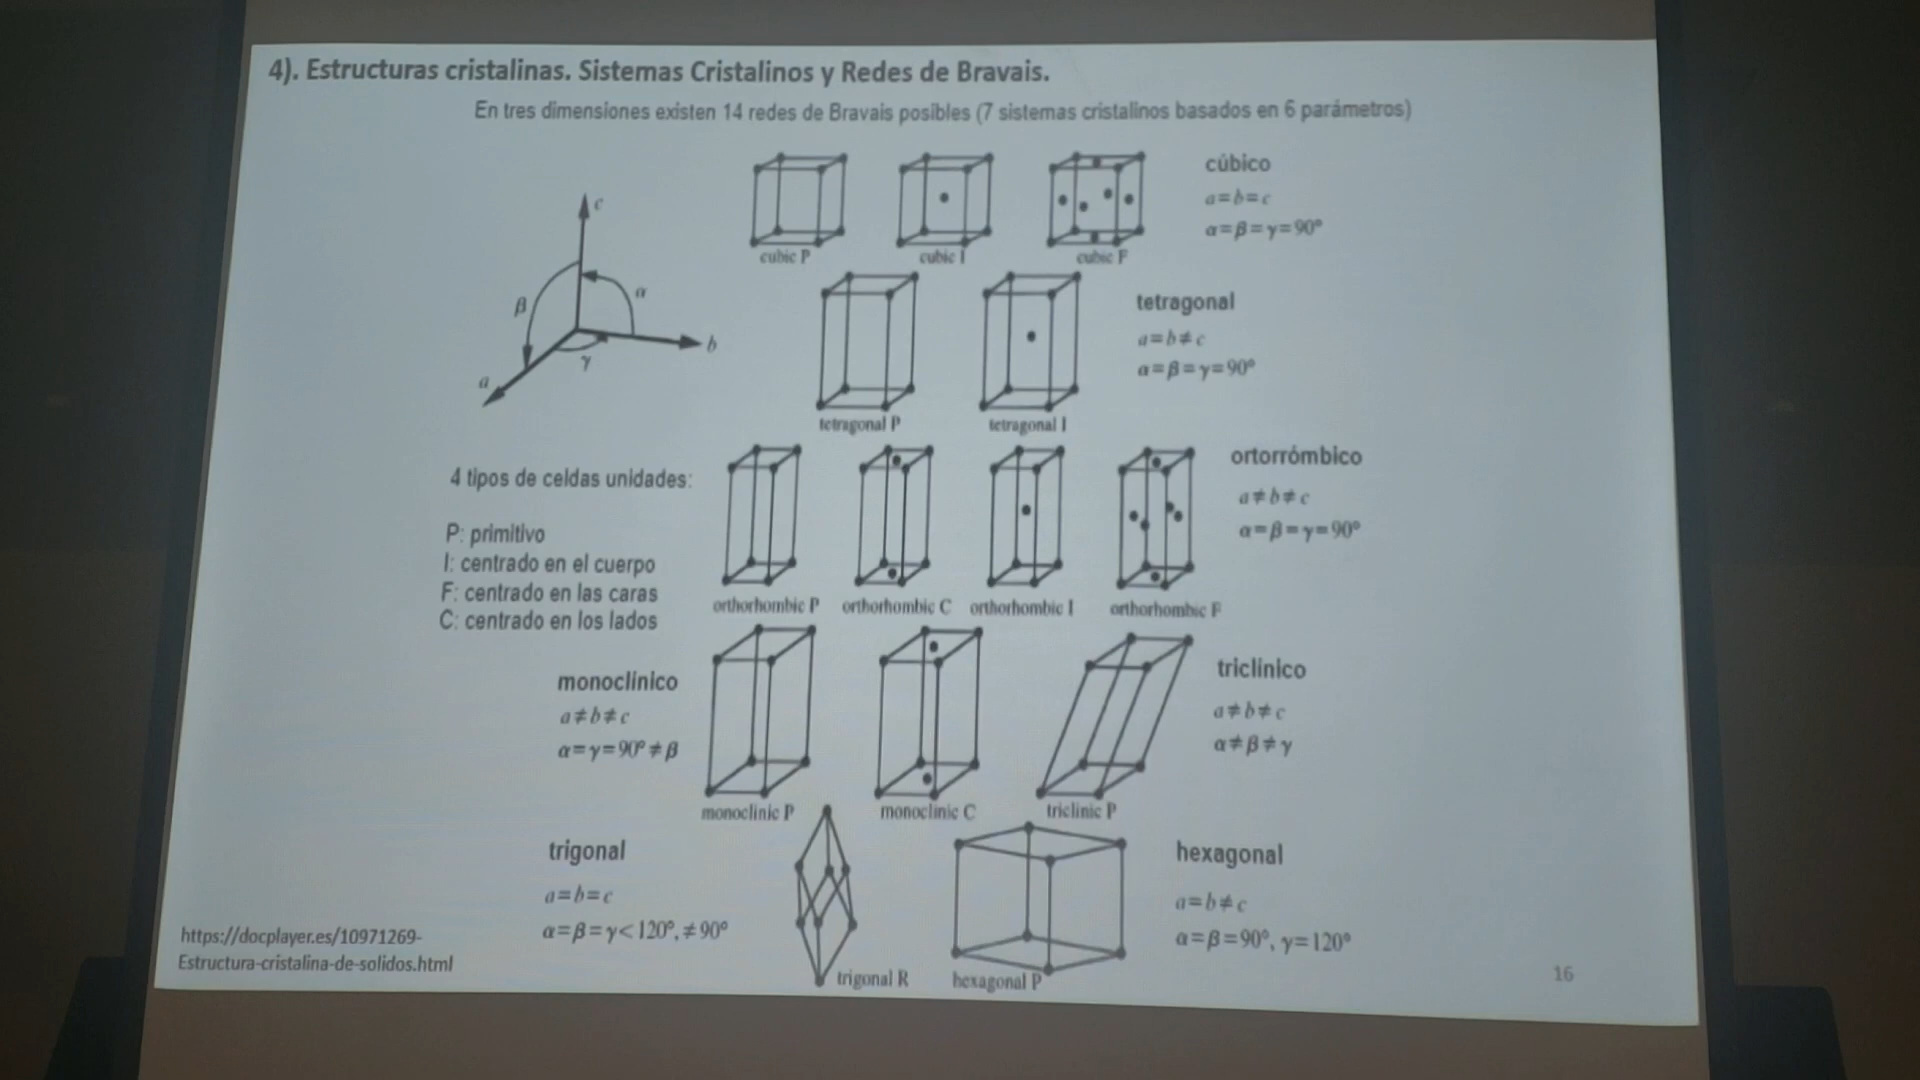 4). Estructuras cristalinas. Sistemas Cristalinos y Redes de Bravais.
En tres dimensiones existen 14 redes de Bravais posibles (7 sistemas cristalinos basados en 6 parámetros)
c
β
α
b
γ
a
cubic P
cubic I
cubic F
cúbico
a=b=c
α=β=γ=90°
tetragonal P
tetragonal I
tetragonal
a=b≠c
α=β=γ=90°
4 tipos de celdas unidades:
P: primitivo
I: centrado en el cuerpo
F: centrado en las caras
C: centrado en los lados
orthorhombic P
orthorhombic C
orthorhombic I
orthorhombic F
ortorrómbico
a≠b≠c
α=β=γ=90°
monoclínico
a≠b≠c
α=γ=90°≠β
monoclinic P
monoclinic C
triclinic P
triclínico
a≠b≠c
α≠β≠γ
trigonal
a=b=c
α=β=γ<120°,≠90°
trigonal R
hexagonal P
hexagonal
a=b≠c
α=β=90°, γ=120°
https://docplayer.es/10971269-
Estructura-cristalina-de-solidos.html
16